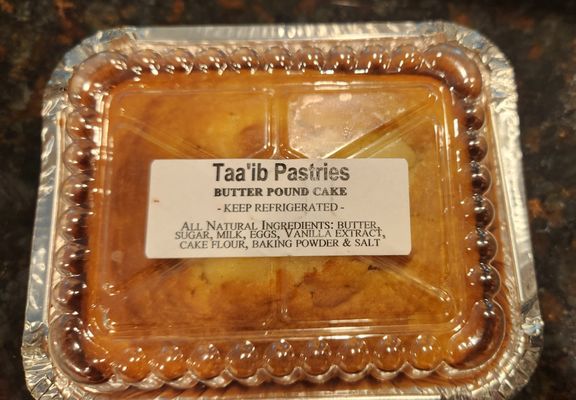 Taa'ib Pastries
BUTTER POUND CAKE
- KEEP REFRIGERATED -
ALL NATURAL INGREDIENTS: BUTTER,
SUGAR, MILK, EGGS, VANILLA EXTRACT,
CAKE FLOUR, BAKING POWDER & SALT